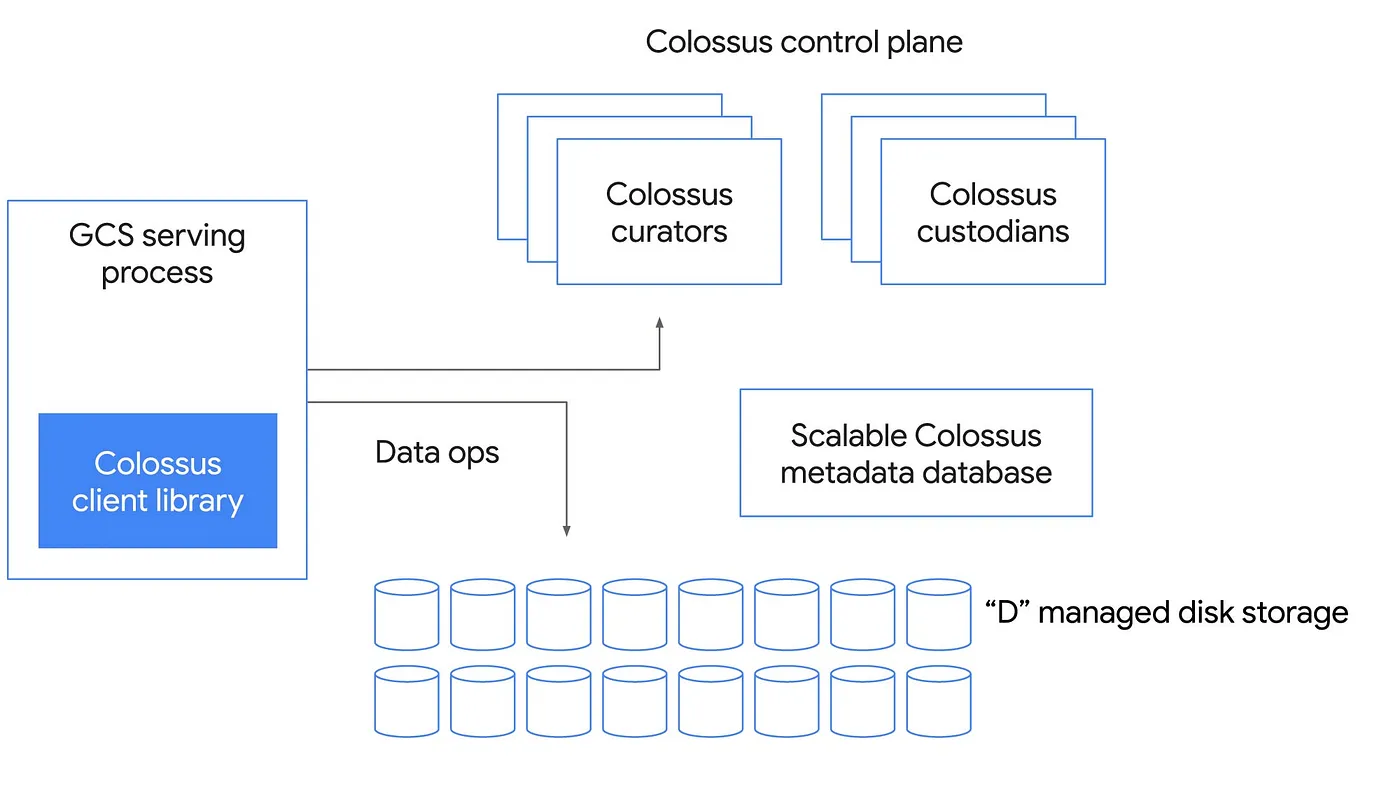 Colossus control plane
Colossus
curators
Colossus
custodians
GCS serving
process
Colossus
client library
Data ops
Scalable Colossus
metadata database
“D” managed disk storage